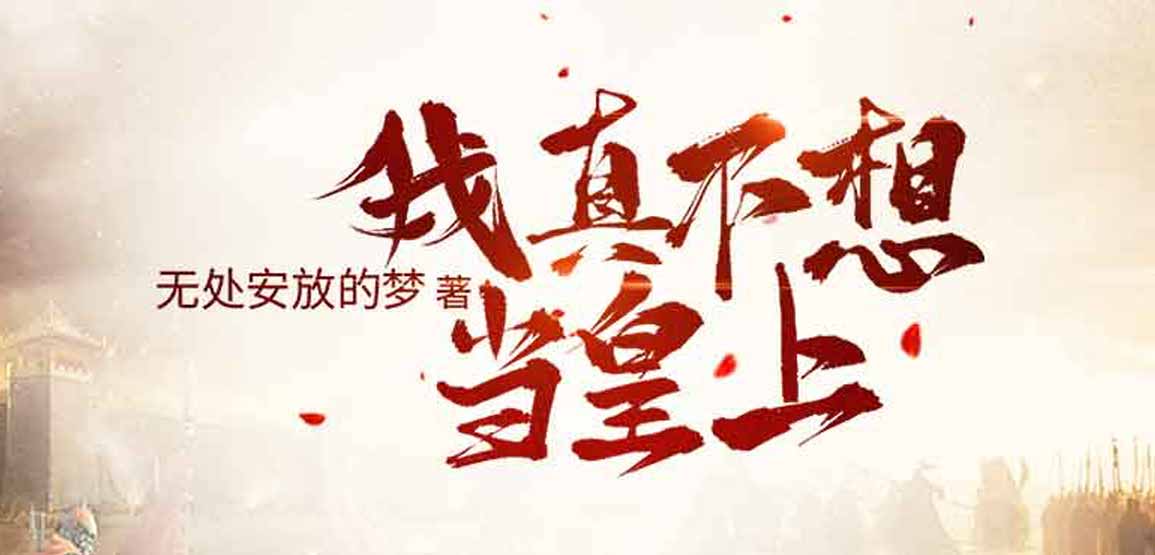 我真不想
当皇上
无处安放的梦 著